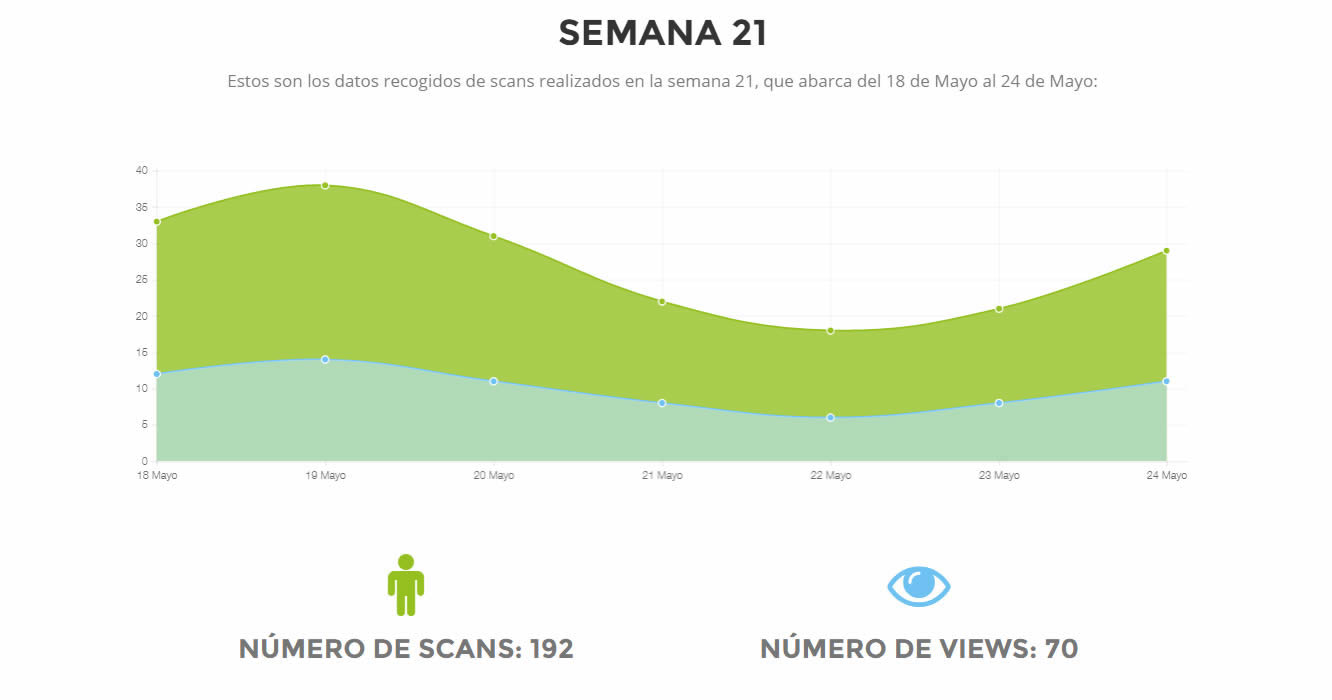 SEMANA 21
Estos son los datos recogidos de scans realizados en la semana 21, que abarca del 18 de Mayo al 24 de Mayo:
40
35
30
25
20
15
10
5
0
18 Mayo 19 Mayo 20 Mayo 21 Mayo 22 Mayo 23 Mayo 24 Mayo
NÚMERO DE SCANS: 192
NÚMERO DE VIEWS: 70